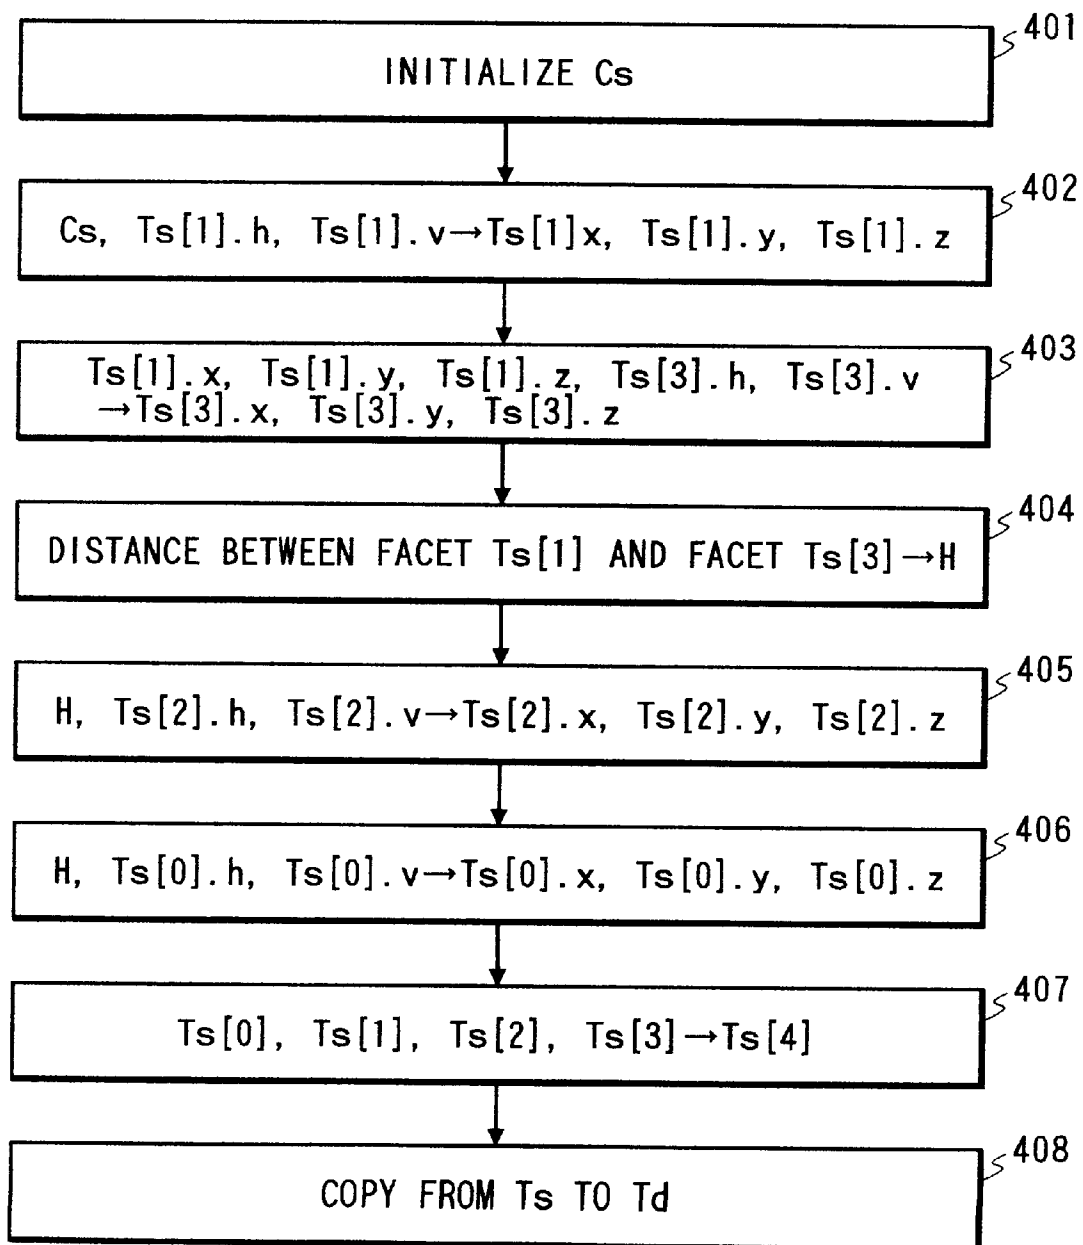 401
INITIALIZE Cs
402
Cs, Ts[1].h, Ts[1].v→Ts[1]x, Ts[1].y, Ts[1].z
403
Ts[1].x, Ts[1].y, Ts[1].z, Ts[3].h, Ts[3].v
→Ts[3].x, Ts[3].y, Ts[3].z
404
DISTANCE BETWEEN FACET Ts[1] AND FACET Ts[3]→H
405
H, Ts[2].h, Ts[2].v→Ts[2].x, Ts[2].y, Ts[2].z
406
H, Ts[0].h, Ts[0].v→Ts[0].x, Ts[0].y, Ts[0].z
407
Ts[0], Ts[1], Ts[2], Ts[3]→Ts[4]
408
COPY FROM Ts TO Td